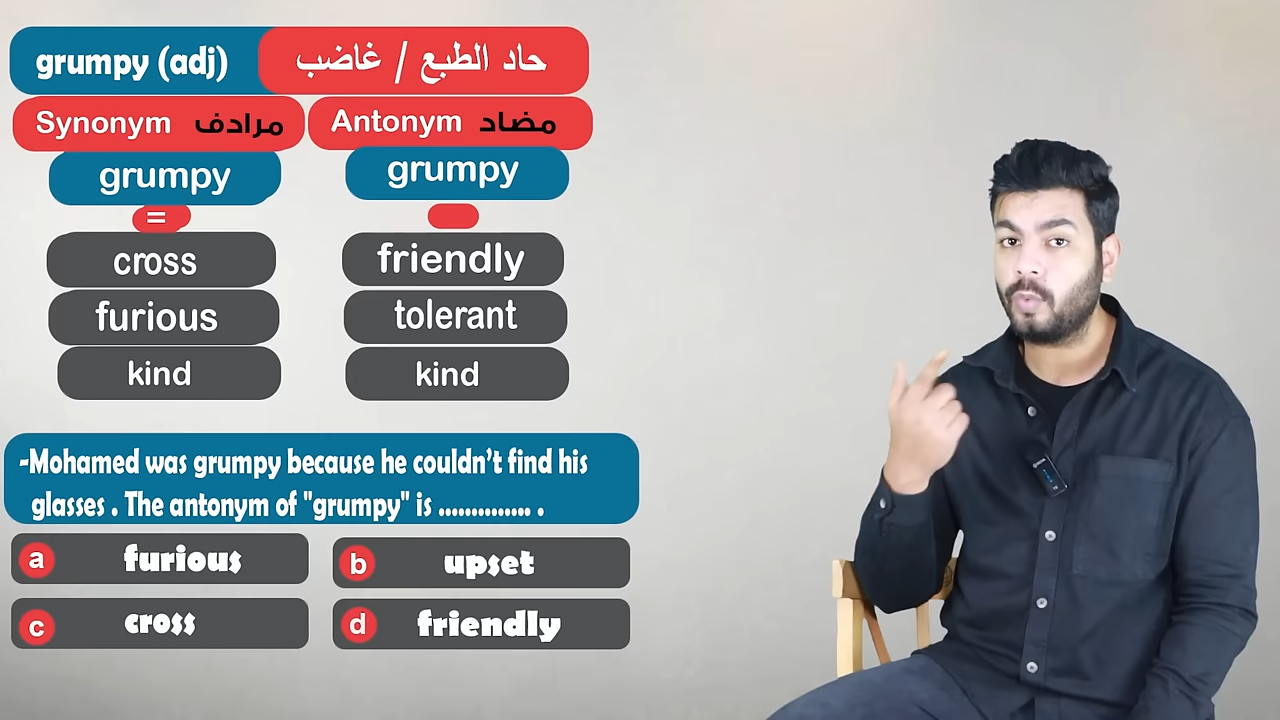 grumpy (adj) حاد الطبع / غاضب
Synonym مرادف
Antonym مضاد
grumpy
=
cross
furious
kind
grumpy
friendly
tolerant
kind
-Mohamed was grumpy because he couldn't find his
glasses . The antonym of "grumpy" is .............. .
a furious
b upset
c cross
d friendly